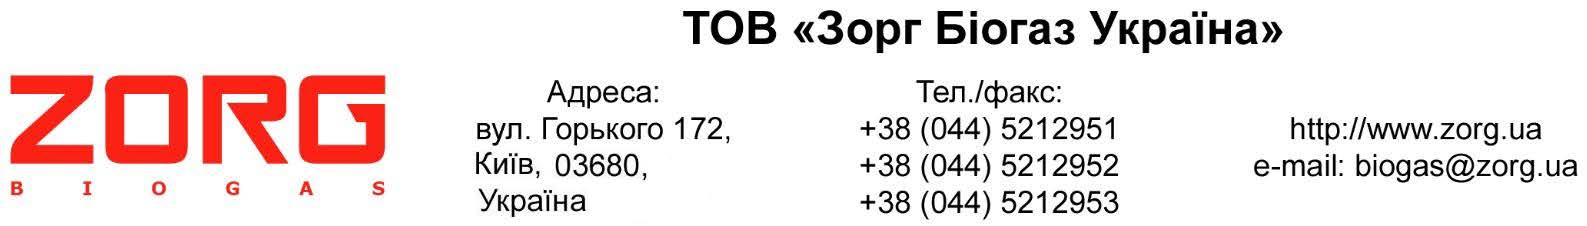 ТОВ «Зорг Біогаз Україна»
ZORG
BIOGAS
Адреса:
вул. Горького 172,
Київ, 03680,
Україна
Тел./факс:
+38 (044) 5212951
+38 (044) 5212952
+38 (044) 5212953
http://www.zorg.ua
e-mail: biogas@zorg.ua